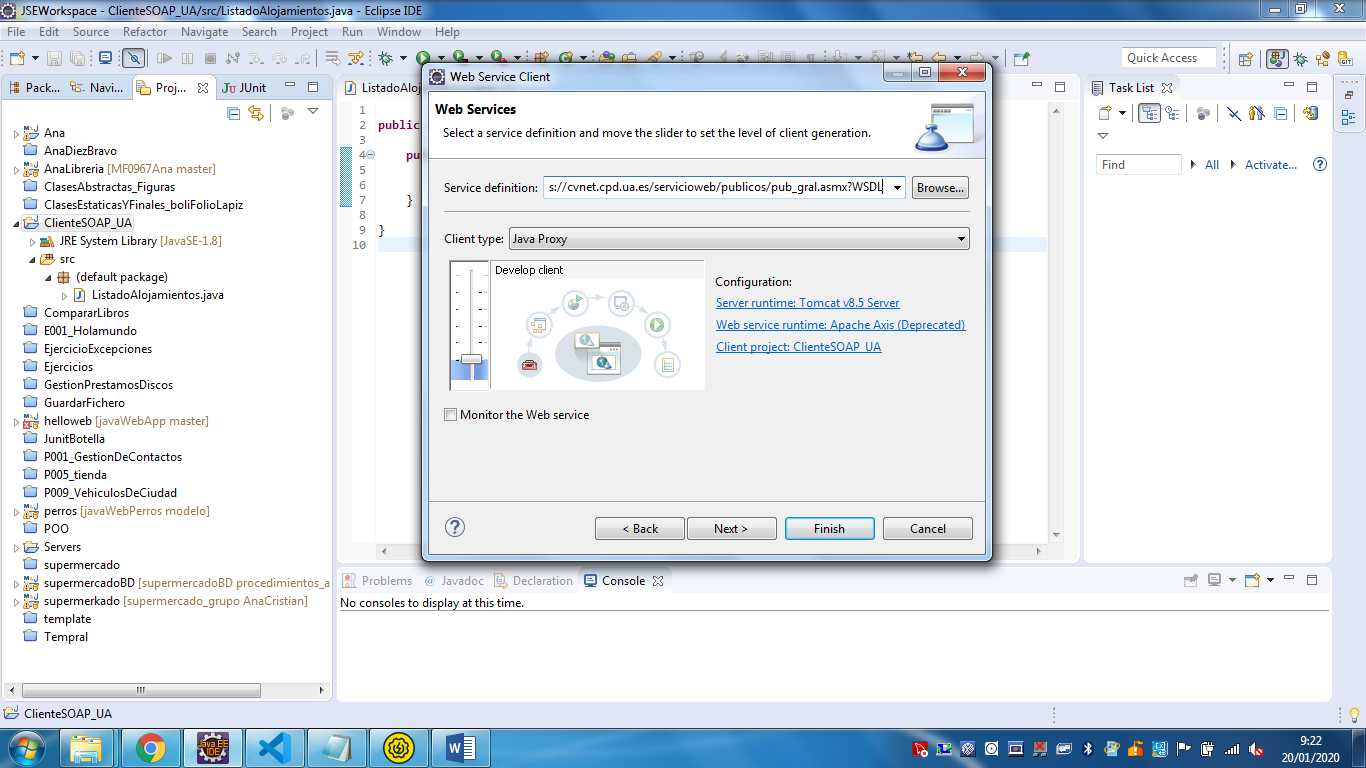 JSEWorkspace - ClienteSOAP_UA/src/ListadoAlojamientos.java - Eclipse IDE
File Edit Source Refactor Navigate Search Project Run Window Help
Quick Access
Pack... Navi... Proj... JUnit
Ana
AnaDiezBravo
AnaLibreria [MF0967Ana master]
ClasesAbstractas_Figuras
ClasesEstaticasYFinales_boliFolioLapiz
ClienteSOAP_UA
JRE System Library [JavaSE-1.8]
src
(default package)
ListadoAlojamientos.java
CompararLibros
E001_Holamundo
EjercicioExcepciones
Ejercicios
GestionPrestamosDiscos
GuardarFichero
helloweb [javaWebApp master]
JunitBotella
P001_GestionDeContactos
P005_tienda
P009_VehiculosDeCiudad
perros [javaWebPerros modelo]
POO
Servers
supermercado
supermercadoBD [supermercadoBD procedimientos_a
supermerkado [supermercado_grupo AnaCristian]
template
Tempral
ListadoAloj
1
2 public
3
4 pu
5
6
7 }
8
9 }
10
Web Service Client
Web Services
Select a service definition and move the slider to set the level of client generation.
Service definition: s://cvnet.cpd.ua.es/servicioweb/publicos/pub_gral.asmx?WSDL Browse...
Client type: Java Proxy
Develop client
Configuration:
Server runtime: Tomcat v8.5 Server
Web service runtime: Apache Axis (Deprecated)
Client project: ClienteSOAP_UA
Monitor the Web service
< Back Next > Finish Cancel
Task List
Find All Activate...
Problems Javadoc Declaration Console
No consoles to display at this time.
ClienteSOAP_UA
Java EE
IDE
9:22
20/01/2020